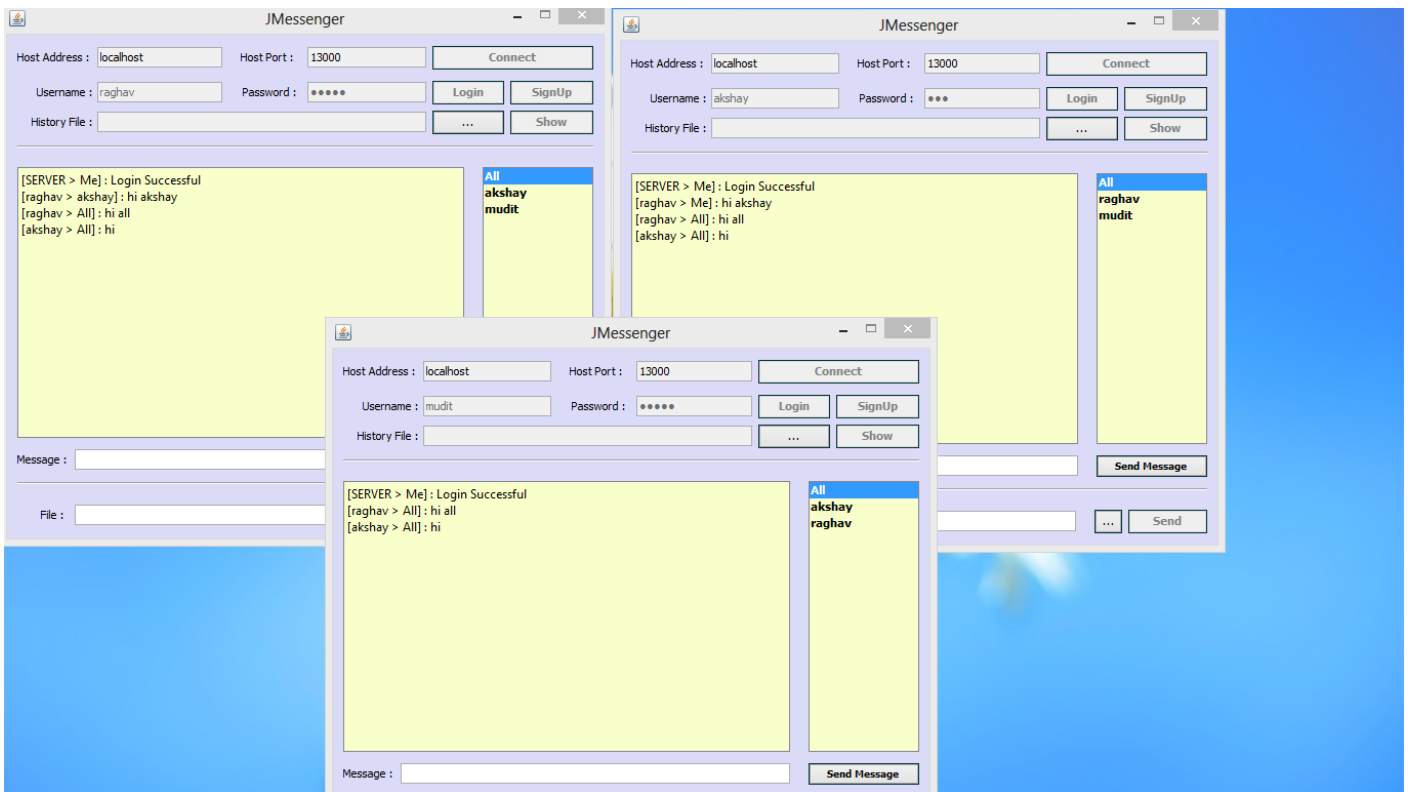 JMessenger
Host Address : localhost Host Port : 13000 Connect
Username : raghav Password : ●●●●● Login SignUp
History File : ... Show
[SERVER > Me] : Login Successful
[raghav > akshay] : hi akshay
[raghav > All] : hi all
[akshay > All] : hi
All
akshay
mudit
Message :
File :
JMessenger
Host Address : localhost Host Port : 13000 Connect
Username : akshay Password : ●●● Login SignUp
History File : ... Show
[SERVER > Me] : Login Successful
[raghav > Me] : hi akshay
[raghav > All] : hi all
[akshay > All] : hi
All
raghav
mudit
Send Message
... Send
JMessenger
Host Address : localhost Host Port : 13000 Connect
Username : mudit Password : ●●●●● Login SignUp
History File : ... Show
[SERVER > Me] : Login Successful
[raghav > All] : hi all
[akshay > All] : hi
All
akshay
raghav
Message : Send Message